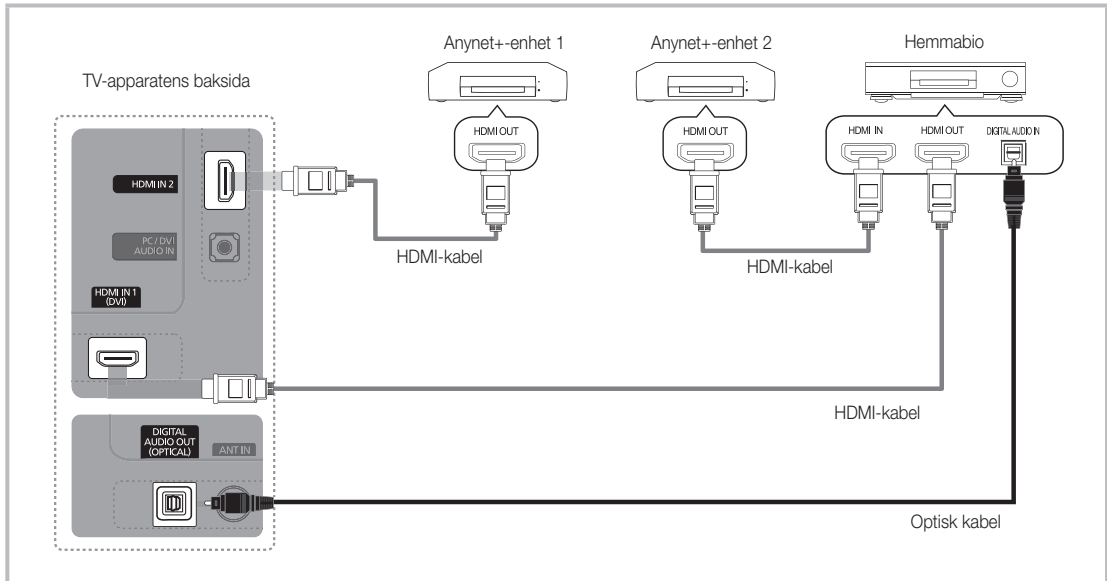 Anynet+-enhet 1
Anynet+-enhet 2
Hemmabio
TV-apparatens baksida
HDMI OUT
HDMI OUT
HDMI IN
HDMI OUT
DIGITAL AUDIO IN
HDMI IN 2
PC / DVI
AUDIO IN
HDMI-kabel
HDMI-kabel
HDMI IN 1
(DVI)
HDMI-kabel
DIGITAL
AUDIO OUT
(OPTICAL)
ANT IN
Optisk kabel